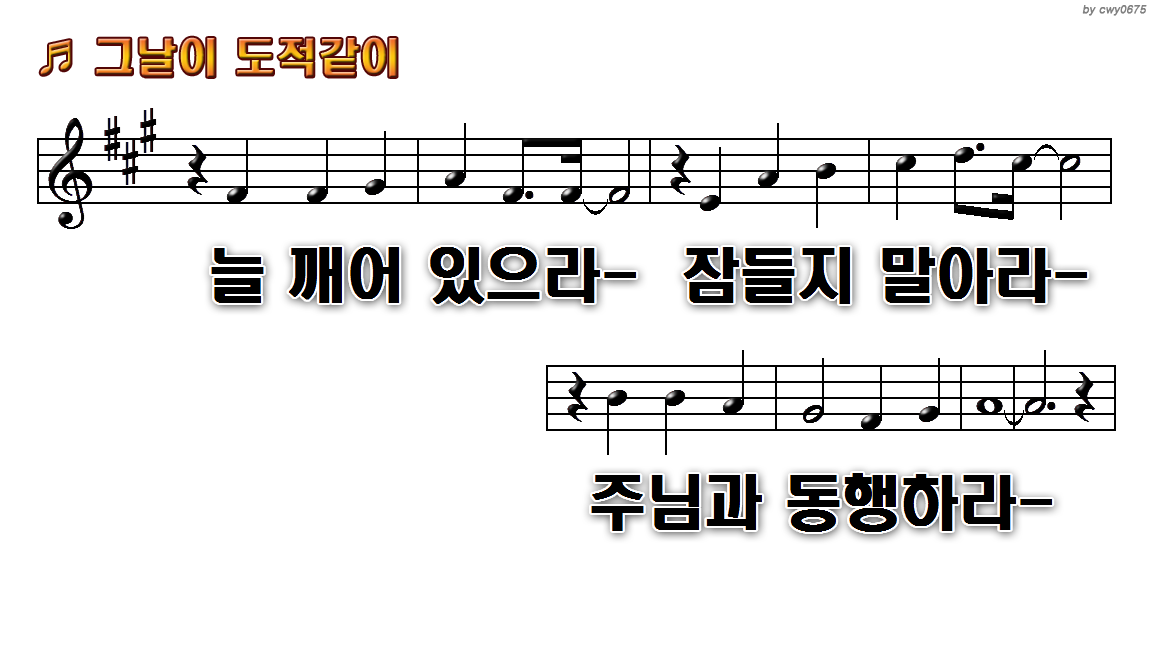 by cwy0675
그날이 도적같이
늘 깨어 있으라- 잠들지 말아라-
주님과 동행하라-